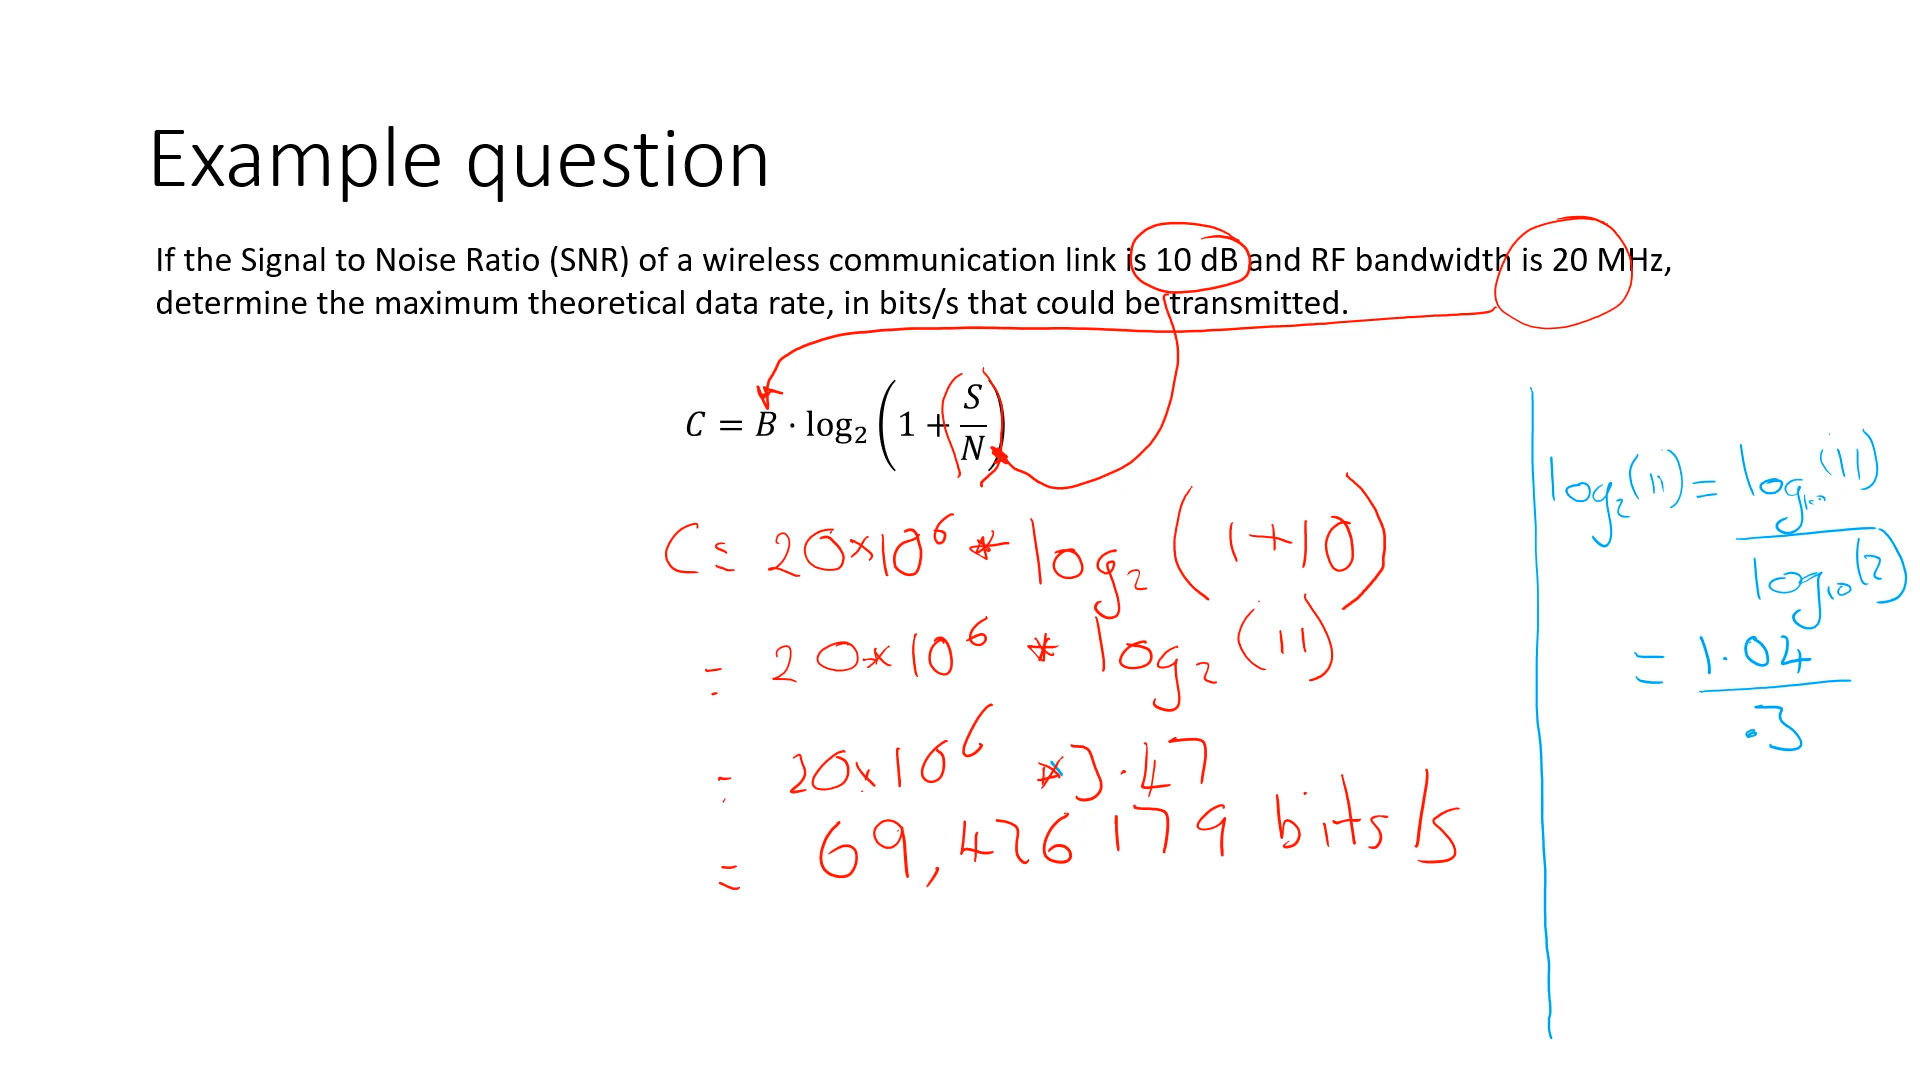 Example question
If the Signal to Noise Ratio (SNR) of a wireless communication link is 10 dB and RF bandwidth is 20 MHz,
determine the maximum theoretical data rate, in bits/s that could be transmitted.
C = B · log₂ (1 + S/N)
C = 20×10⁶ * log₂ (1+10)
= 20×10⁶ * log₂ (11)
= 20×10⁶ * 3.47
= 69,426 179 bits/s
log₂(11) = log₁₀(11) / log₁₀(2)
= 1.04 / .3